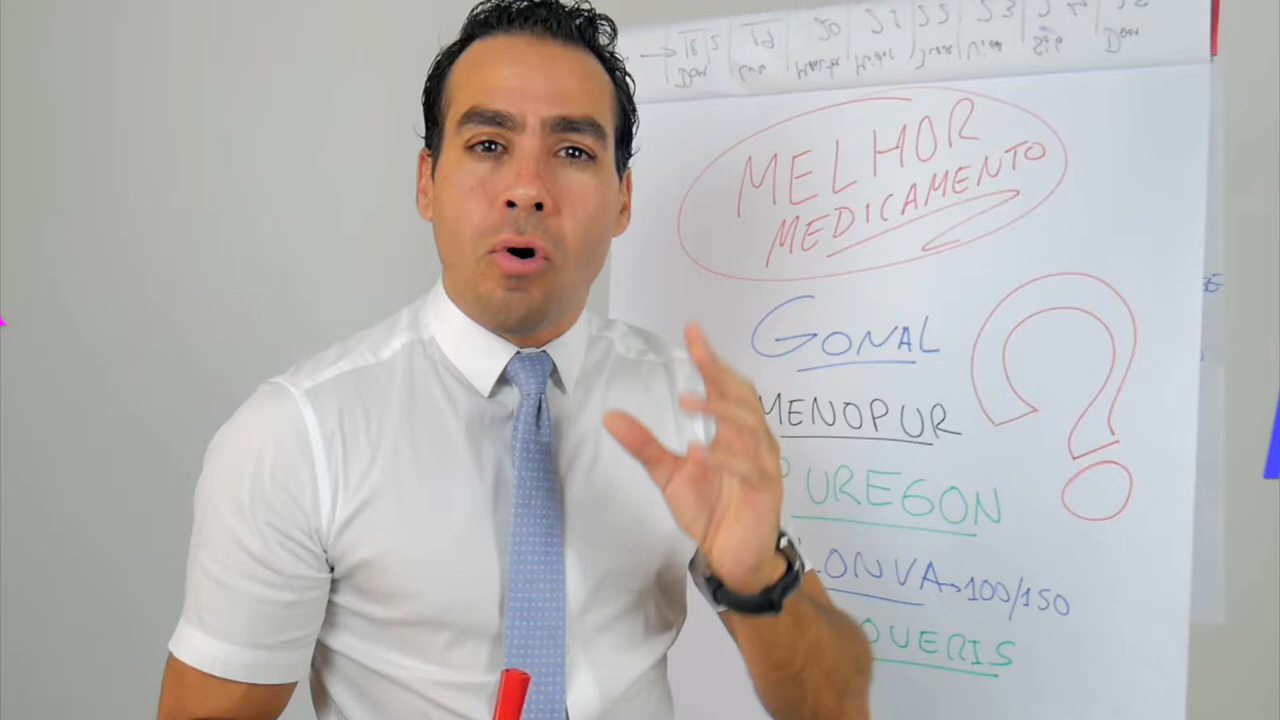 MELHOR
MEDICAMENTO
GONAL
MENOPUR
UREGON
LONVA → 100/150
OVERIS